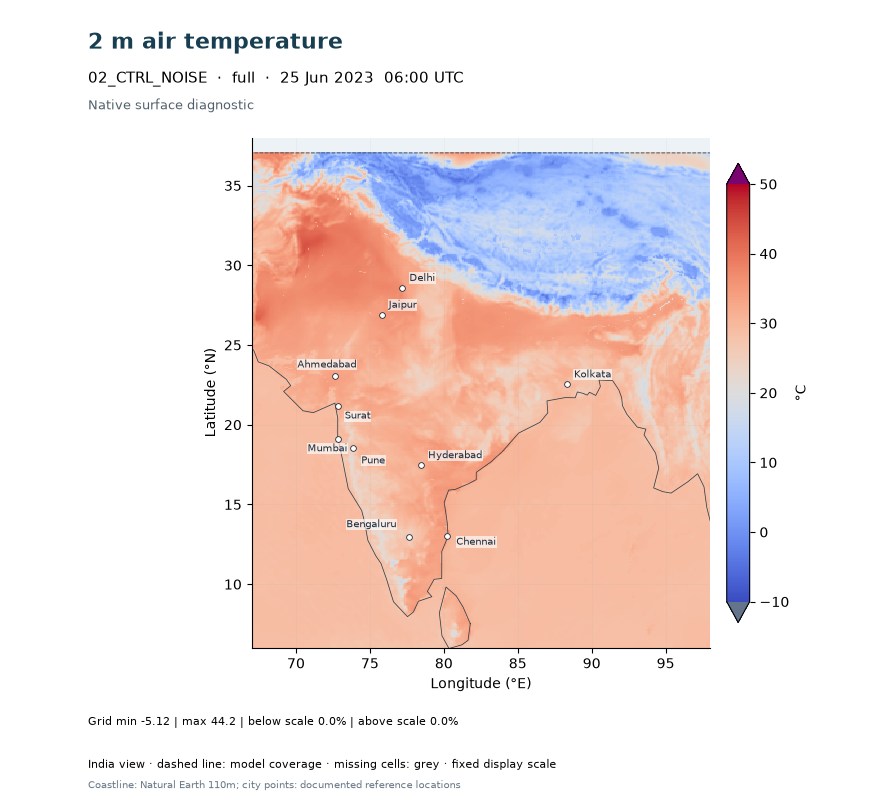 2 m air temperature
02_CTRL_NOISE · full · 25 Jun 2023 06:00 UTC
Native surface diagnostic
35
30
25
20
15
10
Latitude (°N)
Delhi
Jaipur
Ahmedabad
Kolkata
Surat
Mumbai
Pune
Hyderabad
Bengaluru
Chennai
70
75
80
85
90
95
Longitude (°E)
50
40
30
20
10
0
−10
°C
Grid min -5.12 | max 44.2 | below scale 0.0% | above scale 0.0%
India view · dashed line: model coverage · missing cells: grey · fixed display scale
Coastline: Natural Earth 110m; city points: documented reference locations